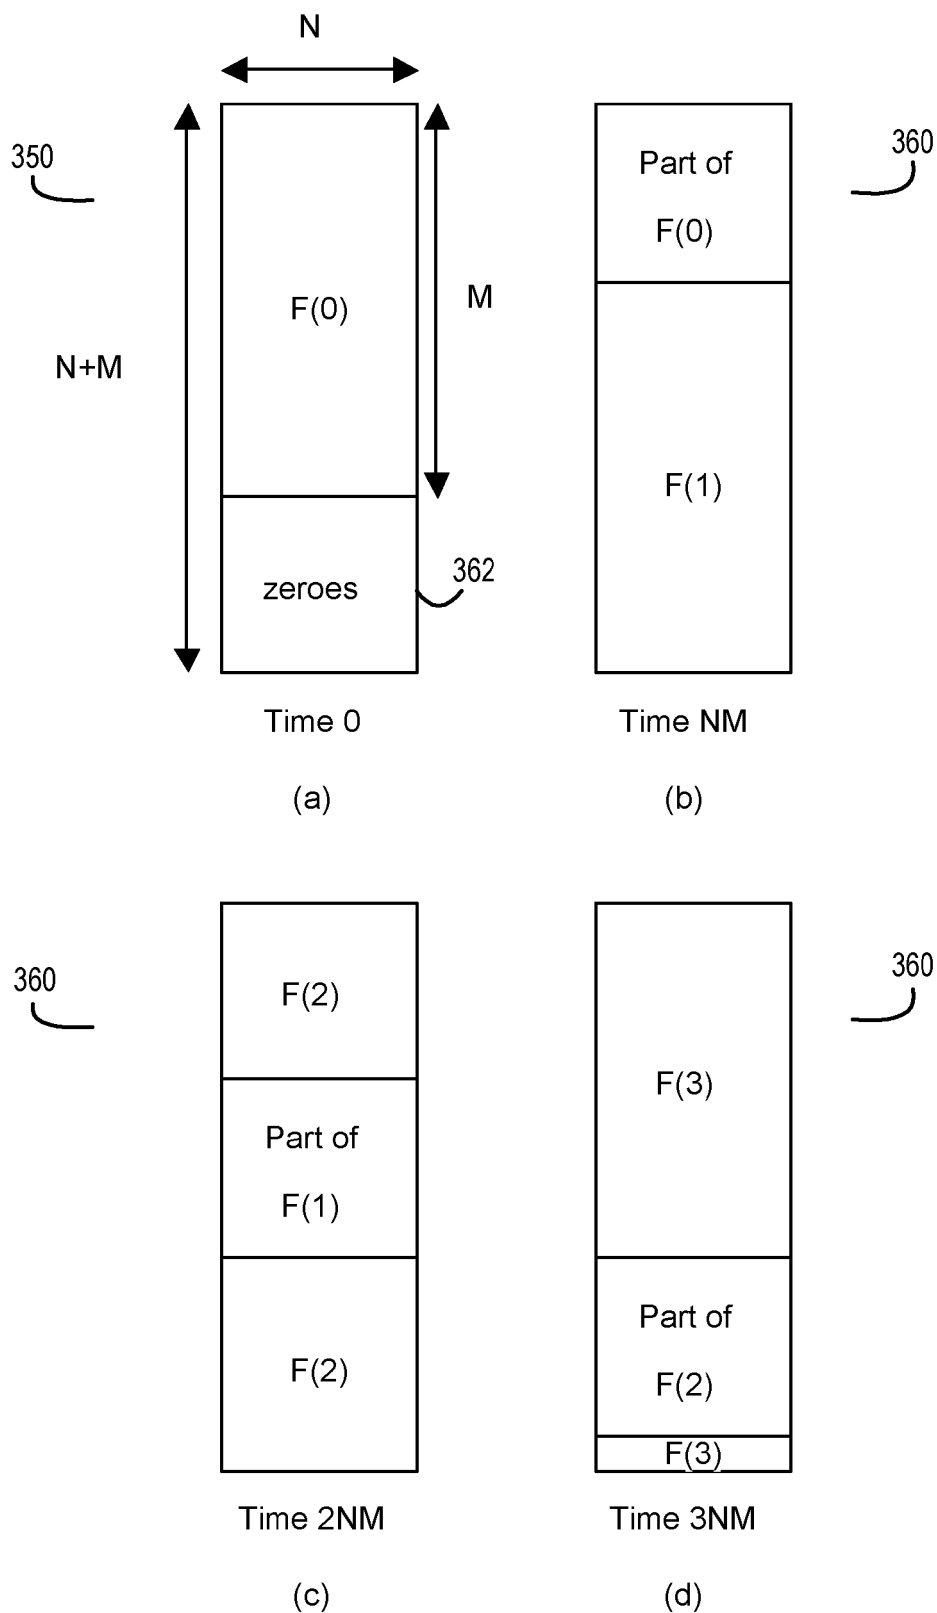 N
350
N+M
F(0)
M
zeroes
362
Time 0
(a)
360
Part of
F(0)
F(1)
Time NM
(b)
360
F(2)
Part of
F(1)
F(2)
Time 2NM
(c)
360
F(3)
Part of
F(2)
F(3)
Time 3NM
(d)